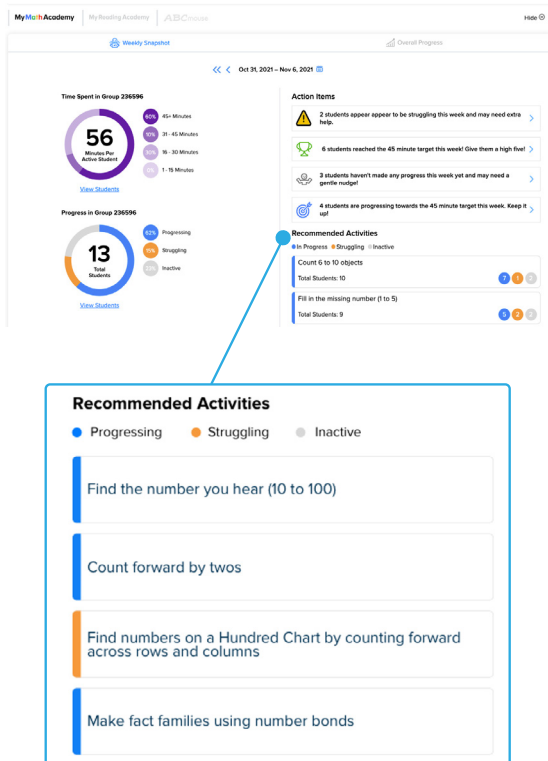 My Math Academy My Reading Academy ABCmouse Hide
Weekly Snapshot Overall Progress
Oct 31, 2021 – Nov 6, 2021
Time Spent in Group 236596
56
Minutes Per
Active Student
60% 45+ Minutes
10% 31 - 45 Minutes
30% 16 - 30 Minutes
0% 1 - 15 Minutes
View Students
Progress in Group 236596
13
Total
Students
62% Progressing
15% Struggling
23% Inactive
View Students
Action Items
2 students appear appear to be struggling this week and may need extra
help.
6 students reached the 45 minute target this week! Give them a high five!
3 students haven't made any progress this week yet and may need a
gentle nudge!
4 students are progressing towards the 45 minute target this week. Keep it
up!
Recommended Activities
In Progress Struggling Inactive
Count 6 to 10 objects
Total Students: 10 7 1 2
Fill in the missing number (1 to 5)
Total Students: 9 5 2 2
Recommended Activities
Progressing Struggling Inactive
Find the number you hear (10 to 100)
Count forward by twos
Find numbers on a Hundred Chart by counting forward
across rows and columns
Make fact families using number bonds